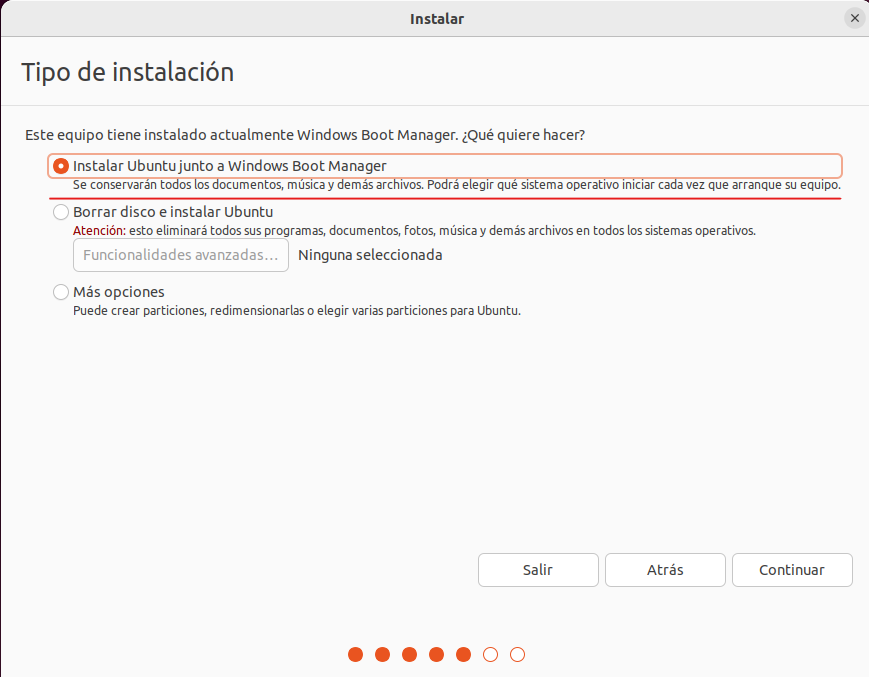 Instalar
Tipo de instalación
Este equipo tiene instalado actualmente Windows Boot Manager. ¿Qué quiere hacer?
Instalar Ubuntu junto a Windows Boot Manager
Se conservarán todos los documentos, música y demás archivos. Podrá elegir qué sistema operativo iniciar cada vez que arranque su equipo.
Borrar disco e instalar Ubuntu
Atención: esto eliminará todos sus programas, documentos, fotos, música y demás archivos en todos los sistemas operativos.
Funcionalidades avanzadas... Ninguna seleccionada
Más opciones
Puede crear particiones, redimensionarlas o elegir varias particiones para Ubuntu.
Salir Atrás Continuar